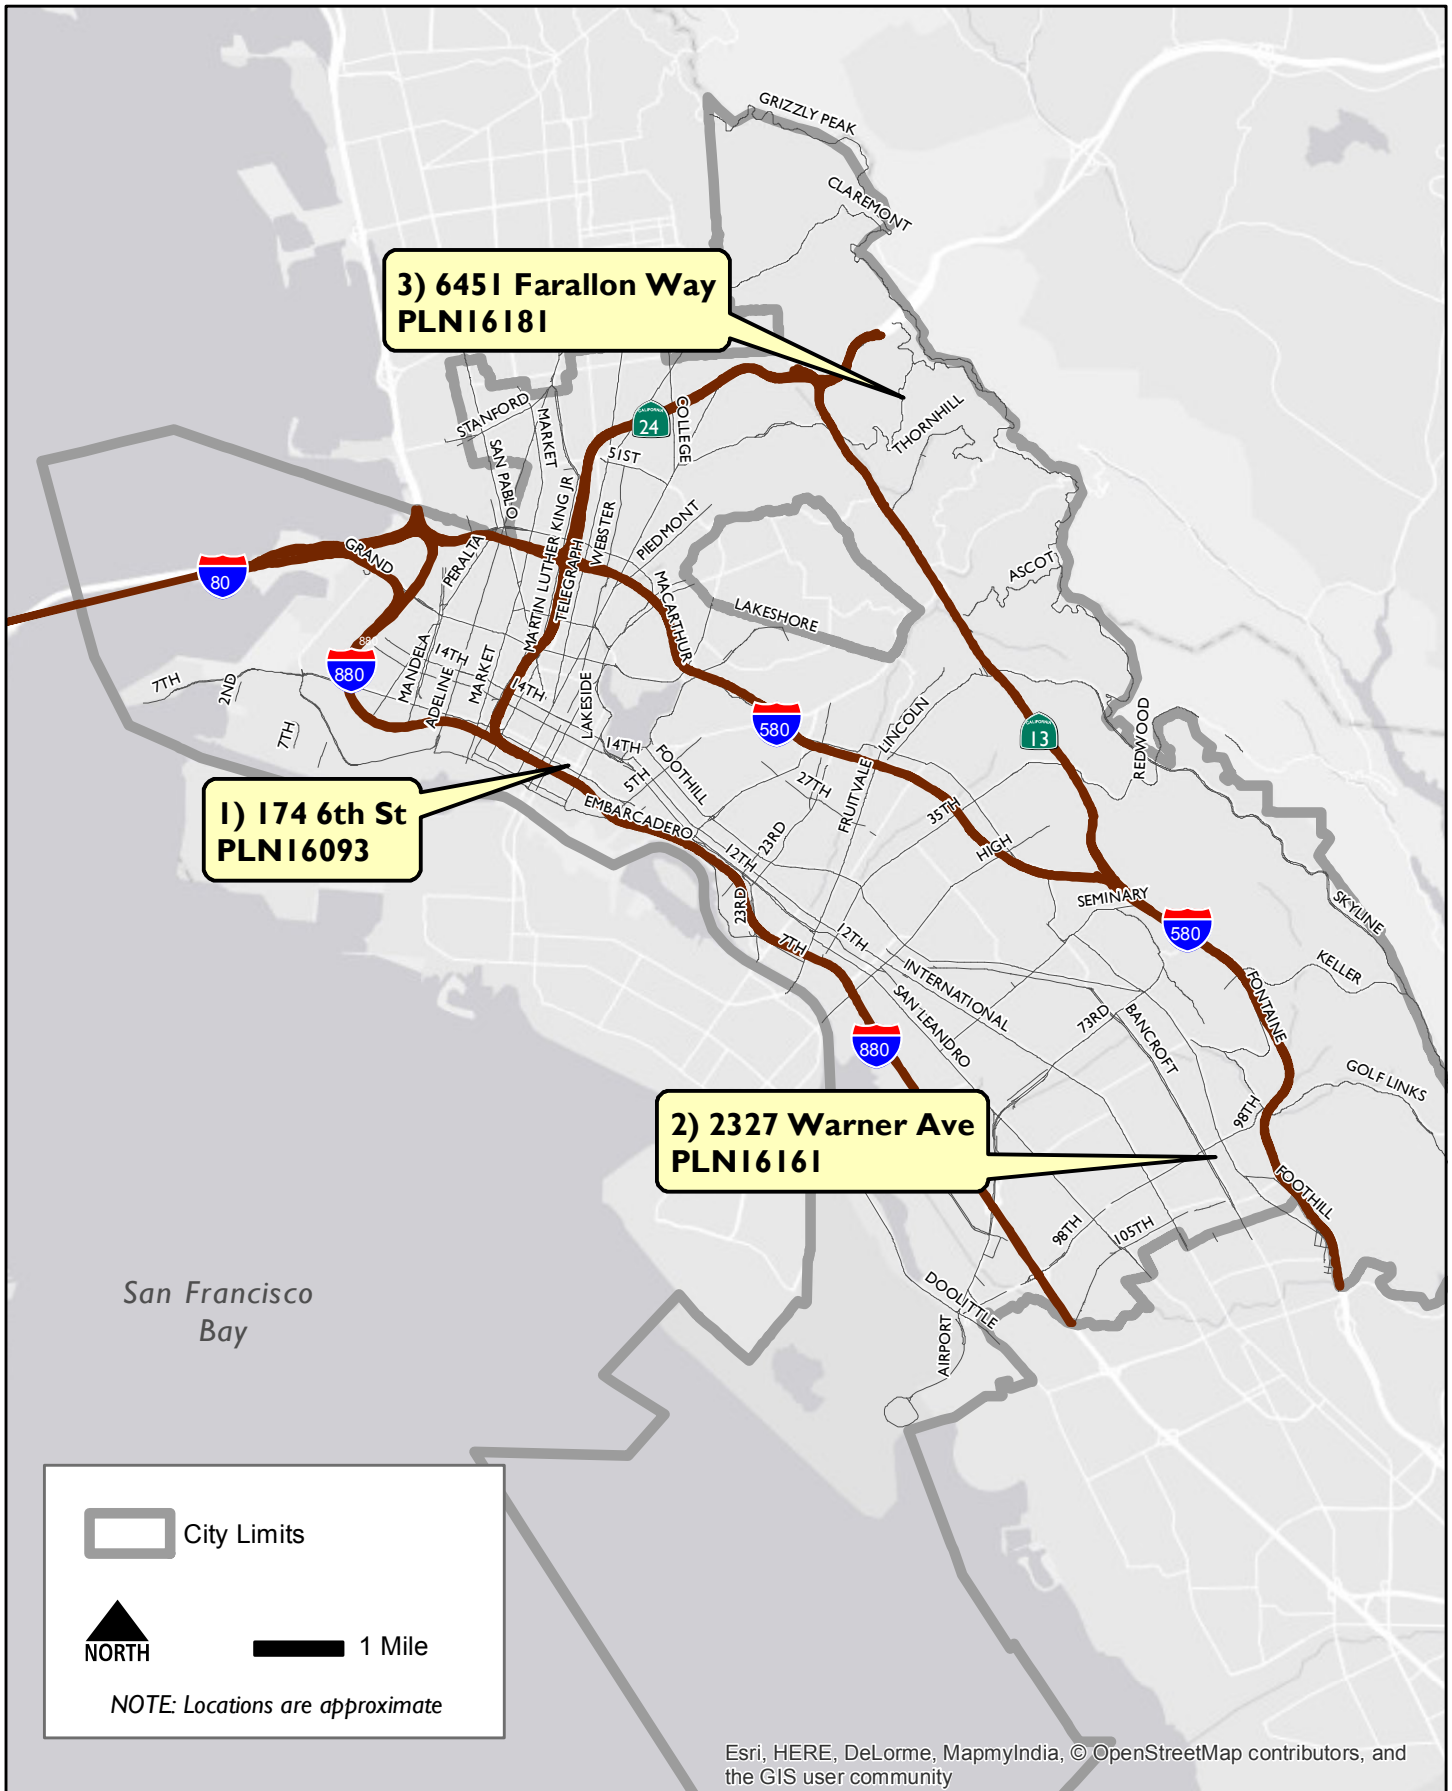 GRIZZLY PEAK
CLAREMONT
3) 6451 Farallon Way
PLN16181
STANFORD
MARKET
SAN PABLO
CALIFORNIA
24
COLLEGE
51ST
THORNHILL
MARTIN LUTHER KING JR
TELEGRAPH
WEBSTER
PIEDMONT
GRAND
PERALTA
80
MACARTHUR
LAKESHORE
ASCOT
880
880
MANDELA
14TH
ADELINE
MARKET
14TH
LAKESIDE
7TH
2ND
7TH
14TH
5TH
FOOTHILL
580
LINCOLN
FRUITVALE
27TH
CALIFORNIA
13
REDWOOD
1) 174 6th St
PLN16093
EMBARCADERO
23RD
12TH
35TH
HIGH
23RD
7TH
12TH
SEMINARY
580
SKYLINE
KELLER
INTERNATIONAL
SAN LEANDRO
73RD
BANCROFT
FONTAINE
880
GOLF LINKS
98TH
2) 2327 Warner Ave
PLN16161
FOOTHILL
98TH
105TH
DOOLITTLE
AIRPORT
San Francisco
Bay
City Limits
NORTH
1 Mile
NOTE: Locations are approximate
Esri, HERE, DeLorme, MapmyIndia, © OpenStreetMap contributors, and
the GIS user community